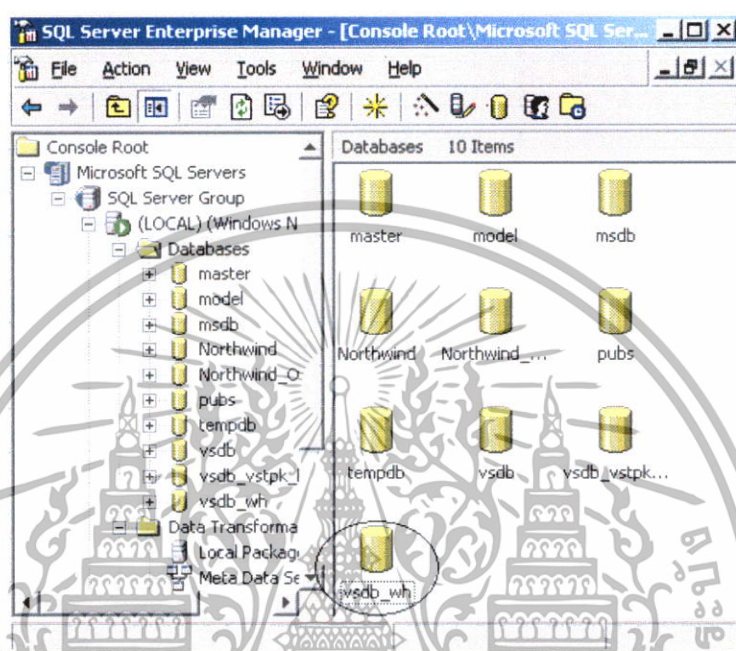 SQL Server Enterprise Manager - [Console Root\Microsoft SQL Ser...
File Action View Tools Window Help
Console Root
Microsoft SQL Servers
SQL Server Group
(LOCAL) (Windows N
Databases
master
model
msdb
Northwind
Northwind_O
pubs
tempdb
vsdb
vsdb_vstpk_l
vsdb_wh
Data Transforma
Local Packag
Meta Data Se
Databases 10 Items
master model msdb
Northwind Northwind_... pubs
tempdb vsdb vsdb_vstpk...
vsdb_wh